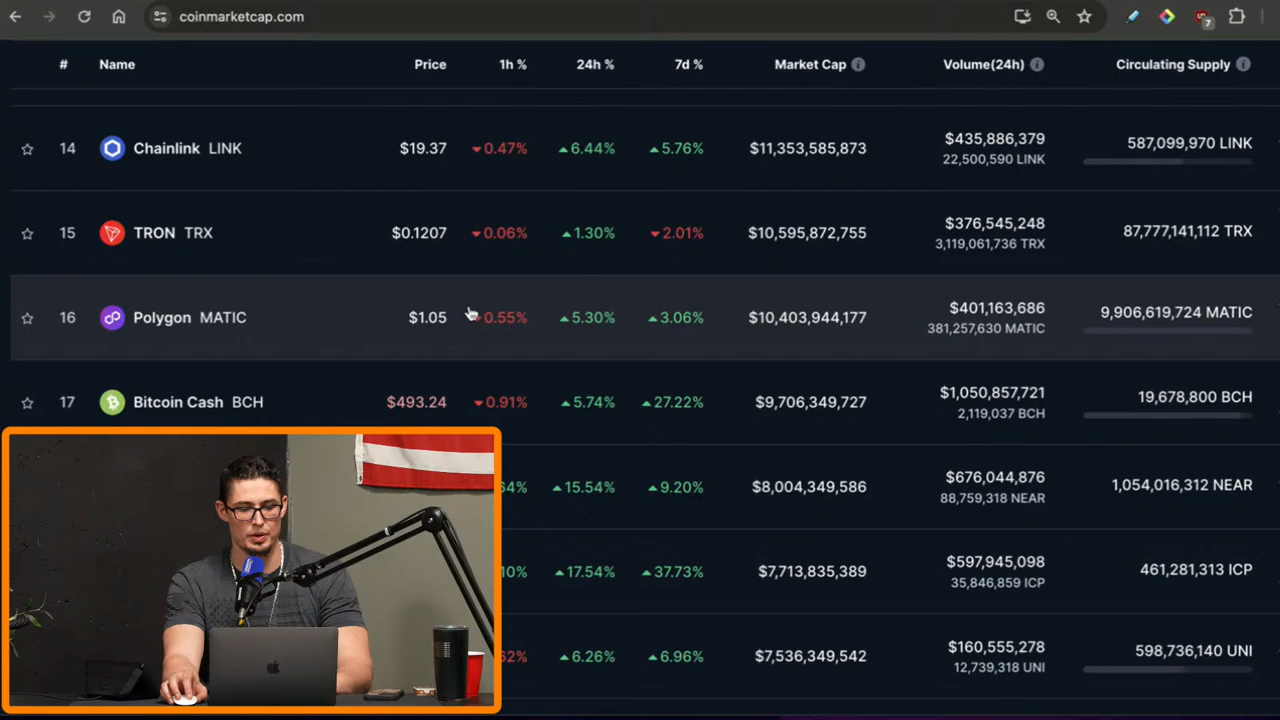 coinmarketcap.com
7
# Name Price 1h % 24h % 7d % Market Cap Volume(24h) Circulating Supply
14 Chainlink LINK $19.37 0.47% 6.44% 5.76% $11,353,585,873 $435,886,379 587,099,970 LINK
22,500,590 LINK
15 TRON TRX $0.1207 0.06% 1.30% 2.01% $10,595,872,755 $376,545,248 87,777,141,112 TRX
3,119,061,736 TRX
16 Polygon MATIC $1.05 0.55% 5.30% 3.06% $10,403,944,177 $401,163,686 9,906,619,724 MATIC
381,257,630 MATIC
17 Bitcoin Cash BCH $493.24 0.91% 5.74% 27.22% $9,706,349,727 $1,050,857,721 19,678,800 BCH
2,119,037 BCH
64% 15.54% 9.20% $8,004,349,586 $676,044,876 1,054,016,312 NEAR
88,759,318 NEAR
10% 17.54% 37.73% $7,713,835,389 $597,945,098 461,281,313 ICP
35,846,859 ICP
62% 6.26% 6.96% $7,536,349,542 $160,555,278 598,736,140 UNI
12,739,318 UNI